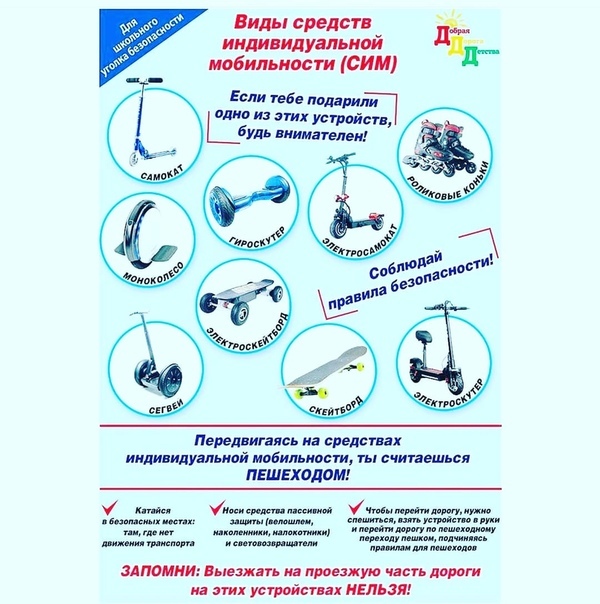 Для
школьного
уголка безопасности
Виды средств
индивидуальной
мобильности (СИМ)
Добрая
Дорога
Детства
Если тебе подарили
одно из этих устройств,
будь внимателен!
САМОКАТ
РОЛИКОВЫЕ КОНЬКИ
ГИРОСКУТЕР
ЭЛЕКТРОСАМОКАТ
МОНОКОЛЕСО
Соблюдай
правила безопасности!
ЭЛЕКТРОСКЕЙТБОРД
СЕГВЕЙ
СКЕЙТБОРД
ЭЛЕКТРОСКУТЕР
Передвигаясь на средствах
индивидуальной мобильности, ты считаешься
ПЕШЕХОДОМ!
Катайся
в безопасных местах:
там, где нет
движения транспорта
Носи средства пассивной
защиты (велошлем,
наколенники, налокотники)
и световозвращатели
Чтобы перейти дорогу, нужно
спешиться, взять устройство в руки
и перейти дорогу по пешеходному
переходу пешком, подчиняясь
правилам для пешеходов
ЗАПОМНИ: Выезжать на проезжую часть дороги
на этих устройствах НЕЛЬЗЯ!